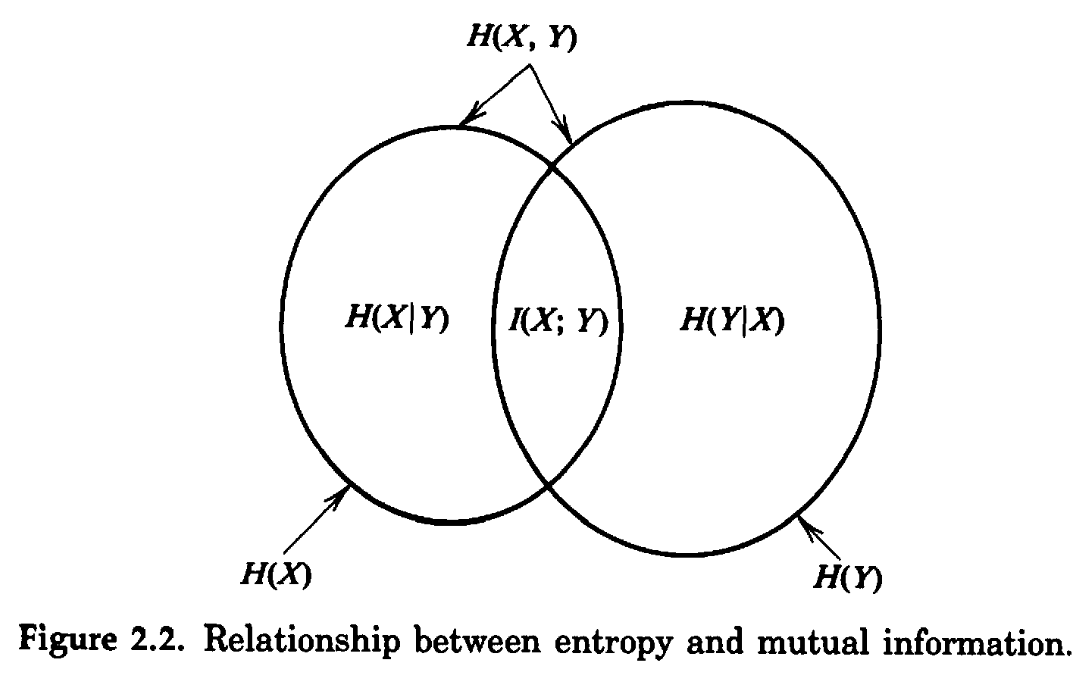 H(X, Y)
H(X|Y)
I(X; Y)
H(Y|X)
H(X)
H(Y)
Figure 2.2. Relationship between entropy and mutual information.